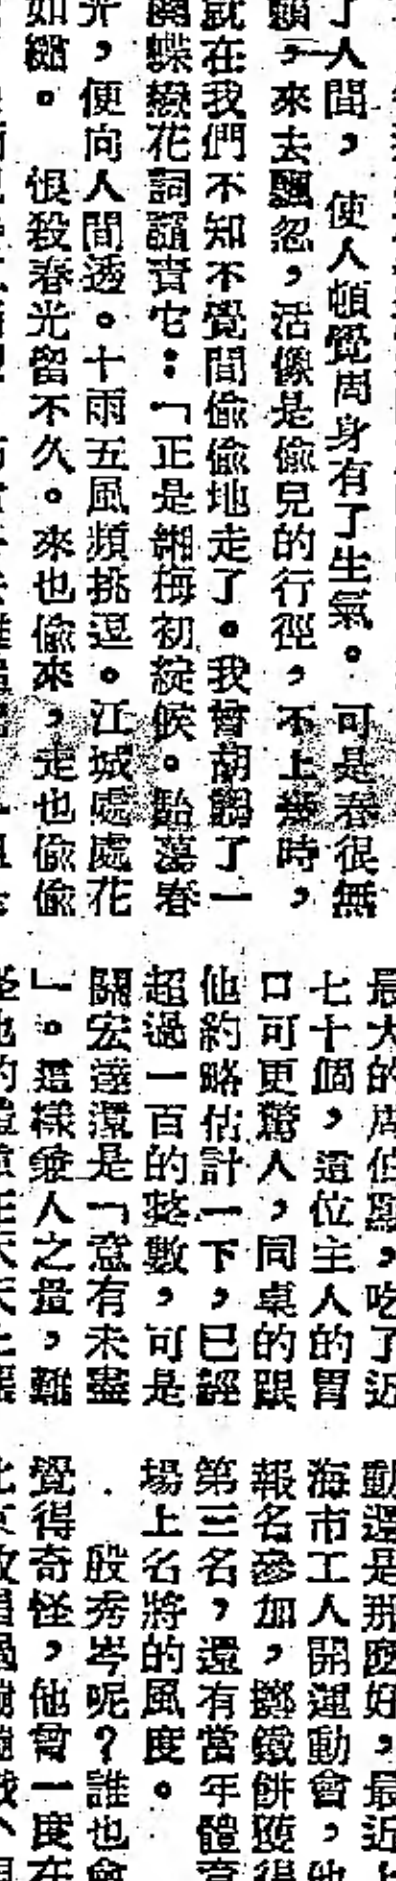 了人間，使人頓覺周身有了生氣。可是春很無
賴，來去飄忽，活像是偷兒的行徑，不上幾時，
就在我們不知不覺間偷偷地走了。我曾胡謅了一
闋蝶戀花詞譴責它：「正是緗梅初綻候。駘蕩春
光，便向人間透。十雨五風頻挑逗。江城處處花
如繡。恨殺春光留不久。來也偷來，走也偷偷
最大的
吃了近
七十個，這位主人的胃
口可更驚人，同桌的跟
他約略估計一下，已經
超過一百的整數，可是
關宏達還是「意有未盡
」。這樣兼人之量，難
動還是那麼好，最近上
海市工人開運動會，他
報名參加，擲鐵餅獲得
第三名，還有當年體育
場上名將的風度。
殷秀岑呢？誰也會
覺得奇怪，他曾一度在